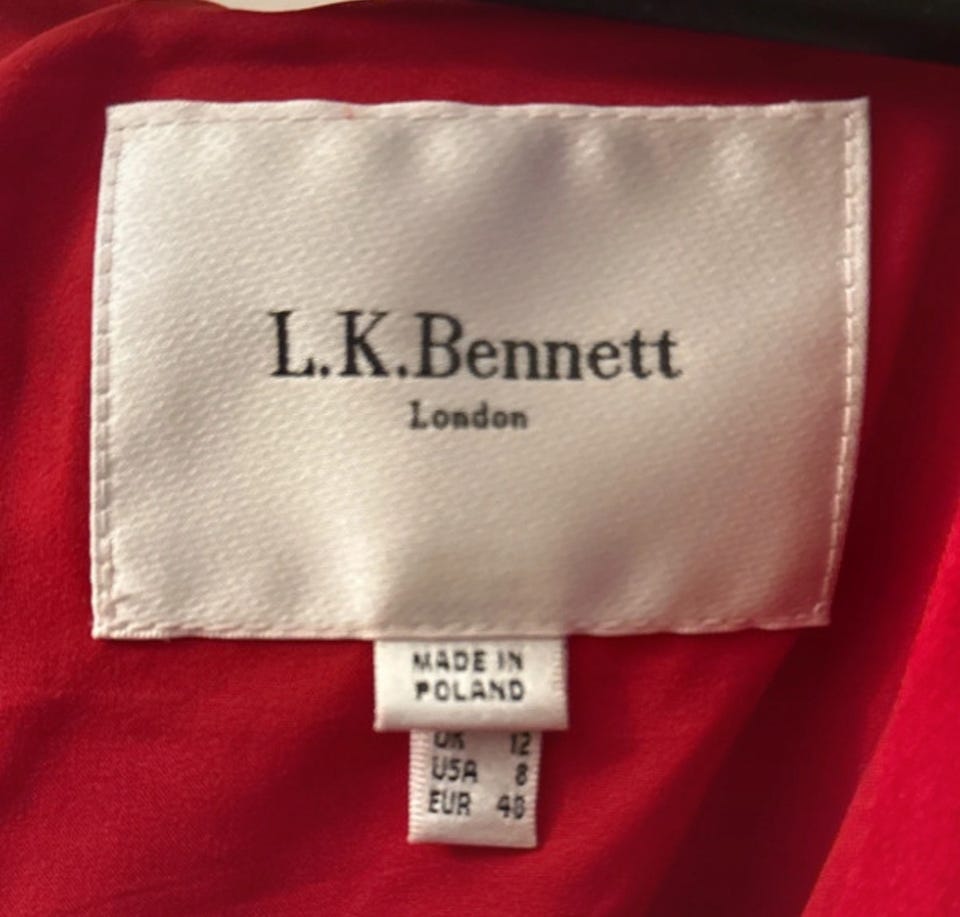 L.K.Bennett
London
MADE IN
POLAND
UK 12
USA 8
EUR 40